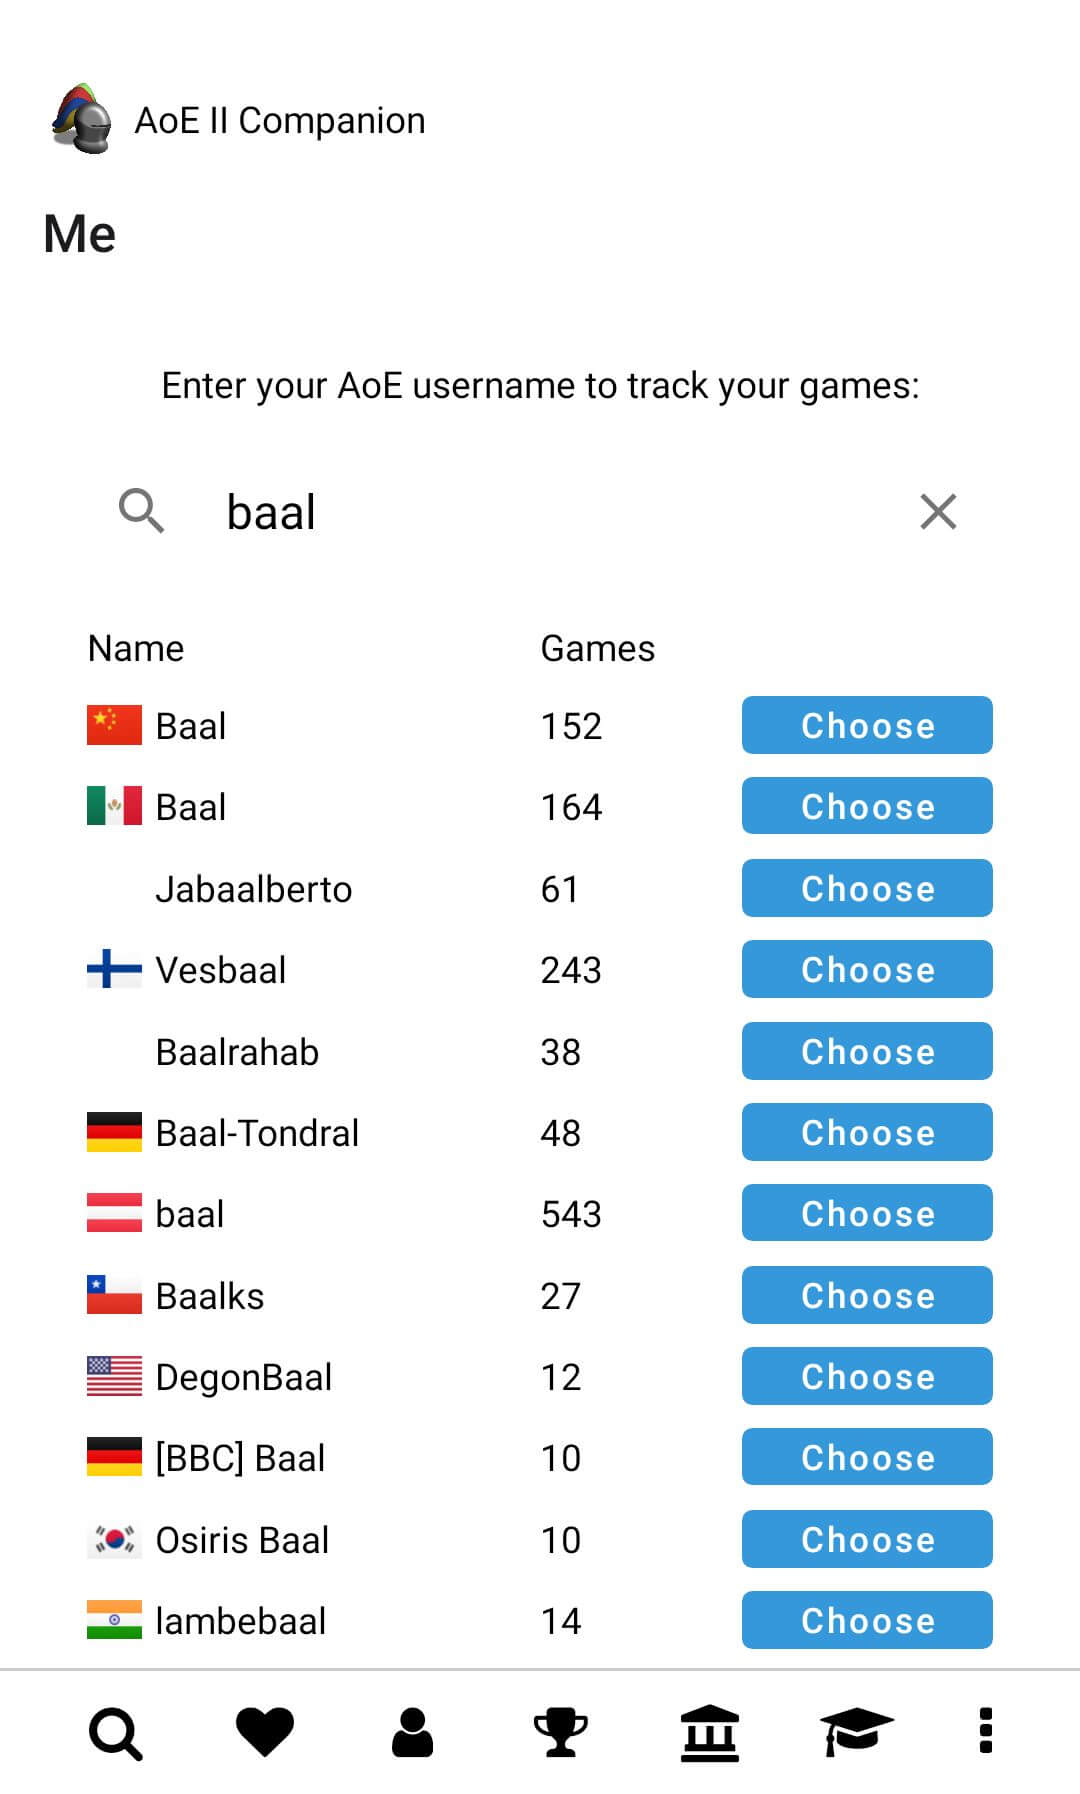 AoE II Companion
Me
Enter your AoE username to track your games:
baal
Name Games
Baal 152 Choose
Baal 164 Choose
Jabaalberto 61 Choose
Vesbaal 243 Choose
Baalrahab 38 Choose
Baal-Tondral 48 Choose
baal 543 Choose
Baalks 27 Choose
DegonBaal 12 Choose
[BBC] Baal 10 Choose
Osiris Baal 10 Choose
lambebaal 14 Choose